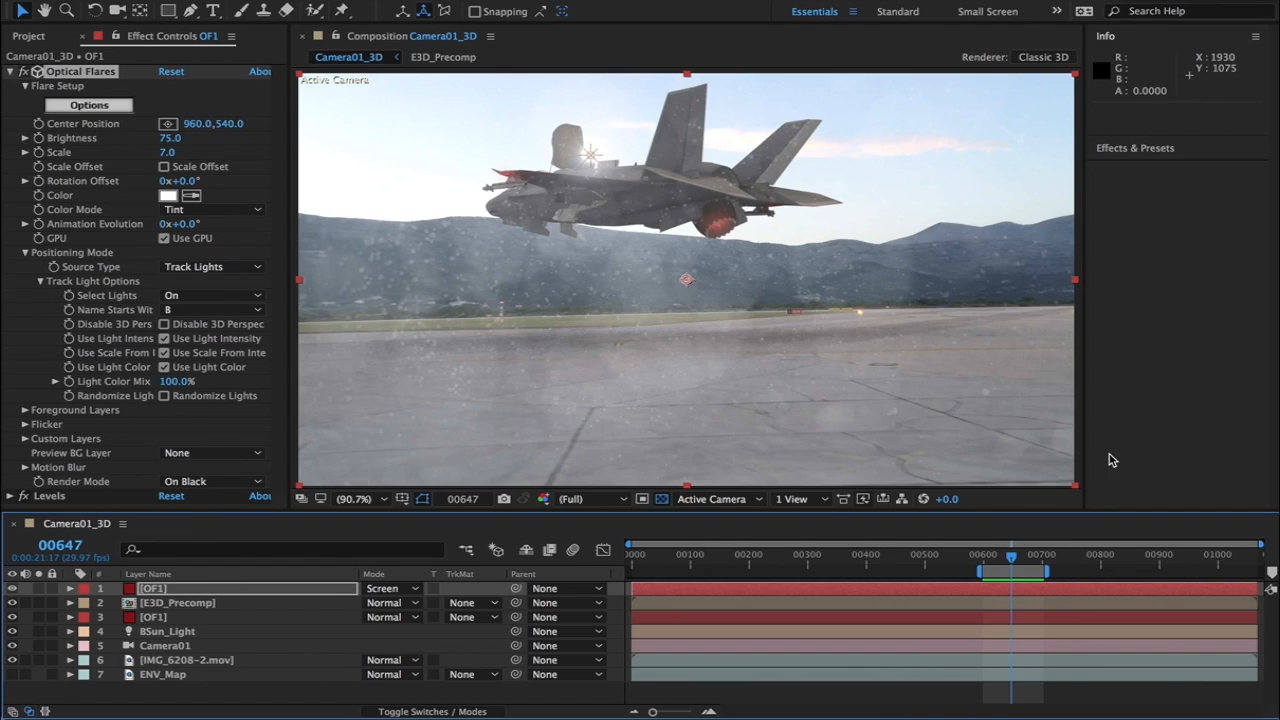 Snapping
Essentials
Standard
Small Screen
Search Help
Project
Effect Controls OF1
Composition Camera01_3D
Info
Camera01_3D • OF1
Camera01_3D
E3D_Precomp
Renderer: Classic 3D
fx Optical Flares Reset Abou
Active Camera
R :
G :
B :
A : 0.0000
X : 1930
Y : 1075
Flare Setup
Options
Center Position 960.0,540.0
Brightness 75.0
Effects & Presets
Scale 7.0
Scale Offset Scale Offset
Rotation Offset 0x+0.0°
Color
Color Mode Tint
Animation Evolution 0x+0.0°
GPU Use GPU
Positioning Mode
Source Type Track Lights
Track Light Options
Select Lights On
Name Starts Wit B
Disable 3D Pers Disable 3D Perspec
Use Light Intens Use Light Intensity
Use Scale From I Use Scale From Inte
Use Light Color Use Light Color
Light Color Mix 100.0%
Randomize Ligh Randomize Lights
Foreground Layers
Flicker
Custom Layers
Preview BG Layer None
Motion Blur
Render Mode On Black
fx Levels Reset Abou
(90.7%) 00647 (Full) Active Camera 1 View +0.0
Camera01_3D
00647
0:00:21:17 (29.97 fps)
0000 00100 00200 00300 00400 00500 00600 00700 00800 00900 01000
# Layer Name Mode T TrkMat Parent
1 [OF1] Screen None
2 [E3D_Precomp] Normal None None
3 [OF1] Normal None None
4 BSun_Light None
5 Camera01 None
6 [IMG_6208-2.mov] Normal None
7 ENV_Map Normal None None
Toggle Switches / Modes